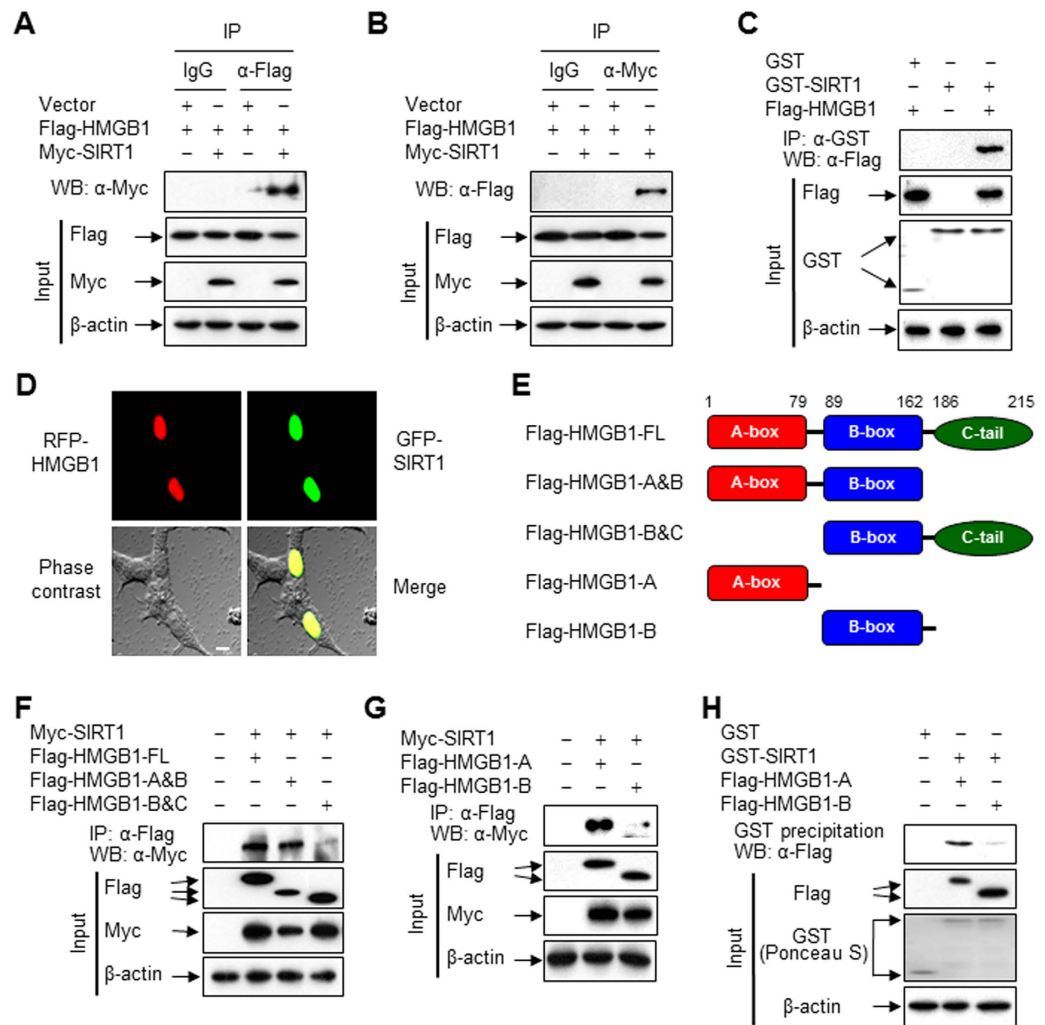 A
IP
IgG α-Flag
Vector + – + –
Flag-HMGB1 + + + +
Myc-SIRT1 – + – +
WB: α-Myc
Input
Flag
Myc
β-actin
B
IP
IgG α-Myc
Vector + – + –
Flag-HMGB1 + + + +
Myc-SIRT1 – + – +
WB: α-Flag
Input
Flag
Myc
β-actin
C
GST + – –
GST-SIRT1 – + +
Flag-HMGB1 + – +
IP: α-GST
WB: α-Flag
Input
Flag
GST
β-actin
D
RFP-
HMGB1
GFP-
SIRT1
Phase
contrast
Merge
E
1 79 89 162 186 215
Flag-HMGB1-FL A-box B-box C-tail
Flag-HMGB1-A&B A-box B-box
Flag-HMGB1-B&C B-box C-tail
Flag-HMGB1-A A-box
Flag-HMGB1-B B-box
F
Myc-SIRT1 – + + +
Flag-HMGB1-FL – + – –
Flag-HMGB1-A&B – – + –
Flag-HMGB1-B&C – – – +
IP: α-Flag
WB: α-Myc
Input
Flag
Myc
β-actin
G
Myc-SIRT1 – + +
Flag-HMGB1-A – + –
Flag-HMGB1-B – – +
IP: α-Flag
WB: α-Myc
Input
Flag
Myc
β-actin
H
GST + – –
GST-SIRT1 – + +
Flag-HMGB1-A – + –
Flag-HMGB1-B – – +
GST precipitation
WB: α-Flag
Input
Flag
GST
(Ponceau S)
β-actin